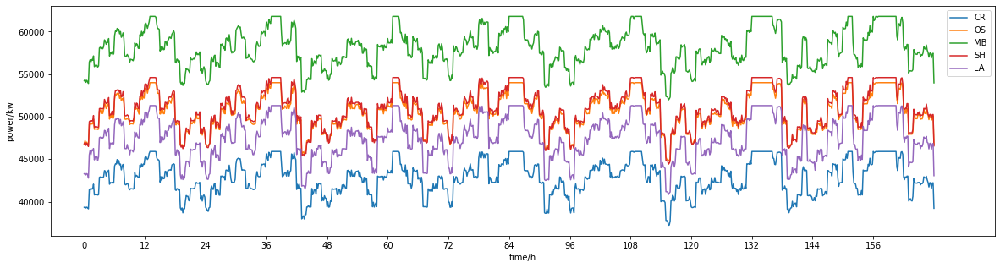 CR
OS
MB
SH
LA
60000
55000
50000
45000
40000
power/kw
0 12 24 36 48 60 72 84 96 108 120 132 144 156
time/h